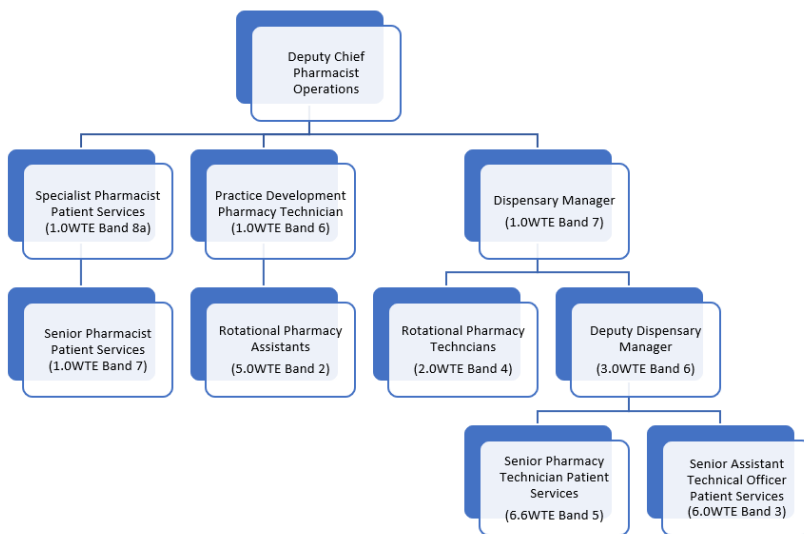 Deputy Chief
Pharmacist
Operations
Specialist Pharmacist
Patient Services
(1.0WTE Band 8a)
Practice Development
Pharmacy Technician
(1.0WTE Band 6)
Dispensary Manager
(1.0WTE Band 7)
Senior Pharmacist
Patient Services
(1.0WTE Band 7)
Rotational Pharmacy
Assistants
(5.0WTE Band 2)
Rotational Pharmacy
Techncians
(2.0WTE Band 4)
Deputy Dispensary
Manager
(3.0WTE Band 6)
Senior Pharmacy
Technician Patient
Services
(6.6WTE Band 5)
Senior Assistant
Technical Officer
Patient Services
(6.0WTE Band 3)